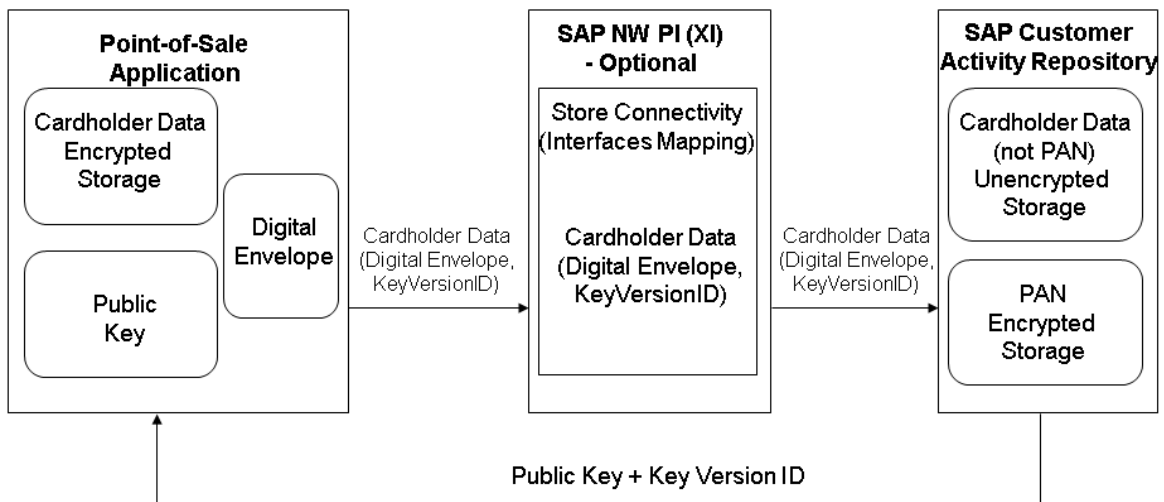 Point-of-Sale
Application
Cardholder Data
Encrypted
Storage
Digital
Envelope
Public
Key
Cardholder Data
(Digital Envelope,
KeyVersionID)
SAP NW PI (XI)
- Optional
Store Connectivity
(Interfaces Mapping)
Cardholder Data
(Digital Envelope,
KeyVersionID)
Cardholder Data
(Digital Envelope,
KeyVersionID)
SAP Customer
Activity Repository
Cardholder Data
(not PAN)
Unencrypted
Storage
PAN
Encrypted
Storage
Public Key + Key Version ID